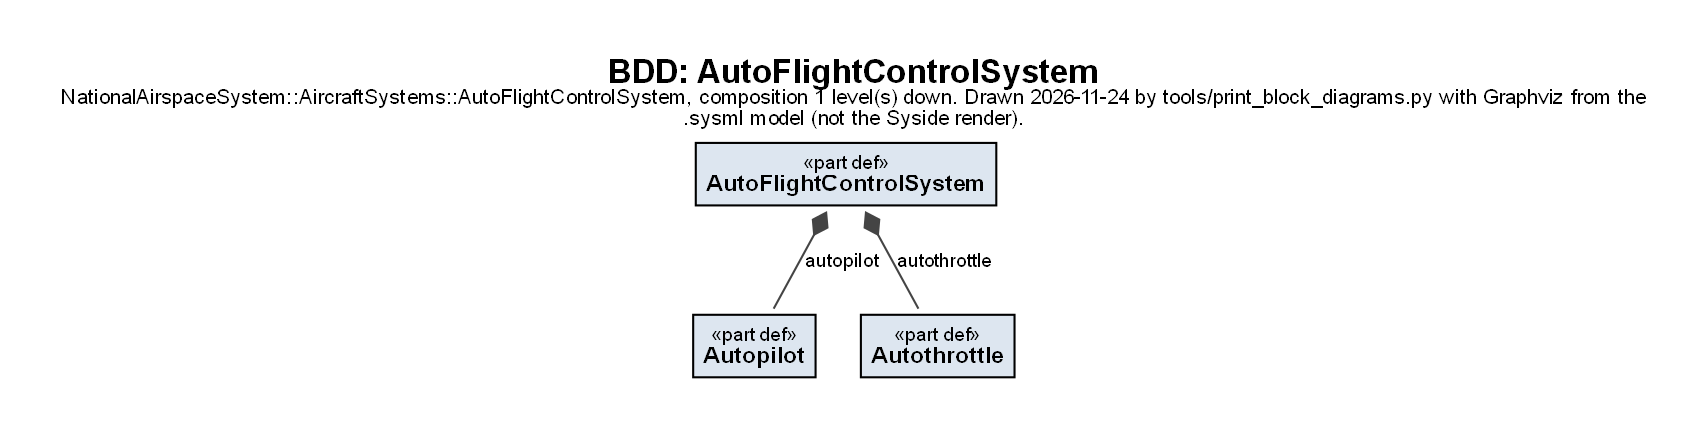 BDD: AutoFlightControlSystem
NationalAirspaceSystem::AircraftSystems::AutoFlightControlSystem, composition 1 level(s) down. Drawn 2026-11-24 by tools/print_block_diagrams.py with Graphviz from the
.sysml model (not the Syside render).
«part def»
AutoFlightControlSystem
autopilot
autothrottle
«part def»
Autopilot
«part def»
Autothrottle